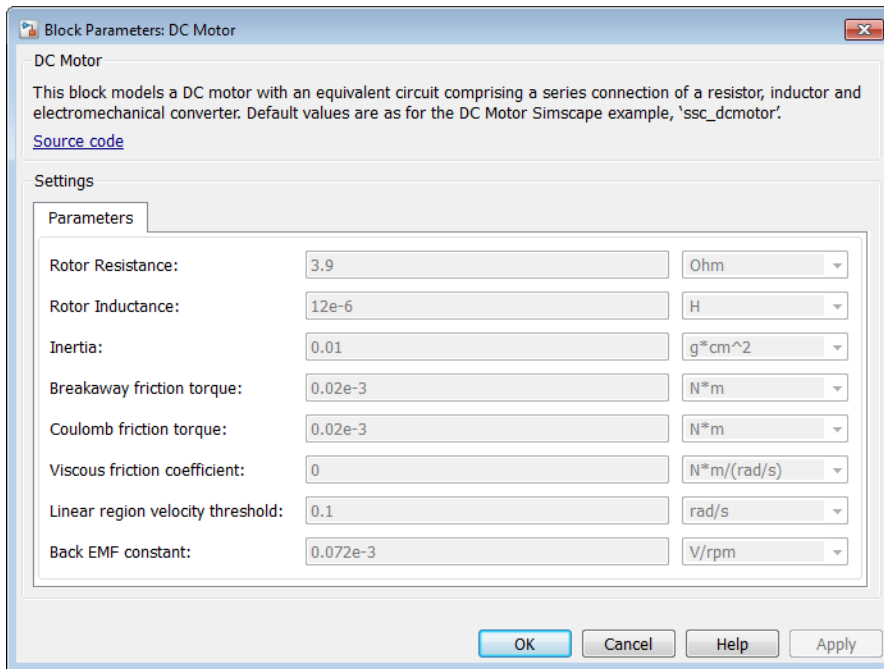 Block Parameters: DC Motor
DC Motor
This block models a DC motor with an equivalent circuit comprising a series connection of a resistor, inductor and
electromechanical converter. Default values are as for the DC Motor Simscape example, ‘ssc_dcmotor’.
Source code
Settings
Parameters
Rotor Resistance: 3.9 Ohm
Rotor Inductance: 12e-6 H
Inertia: 0.01 g*cm^2
Breakaway friction torque: 0.02e-3 N*m
Coulomb friction torque: 0.02e-3 N*m
Viscous friction coefficient: 0 N*m/(rad/s)
Linear region velocity threshold: 0.1 rad/s
Back EMF constant: 0.072e-3 V/rpm
OK Cancel Help Apply